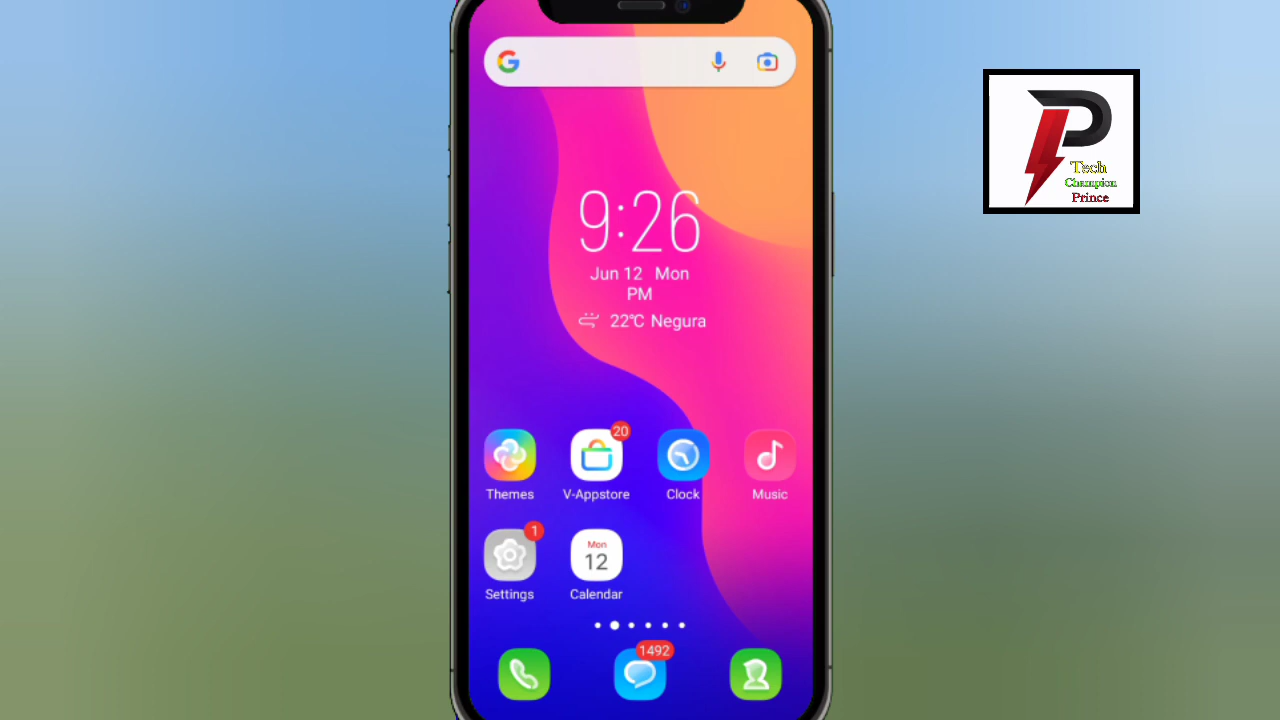 9:26
Jun 12 Mon
PM
22℃ Negura
20
Themes
V-Appstore
Clock
Music
1
Mon
12
Settings
Calendar
1492
Tech
Champion
Prince